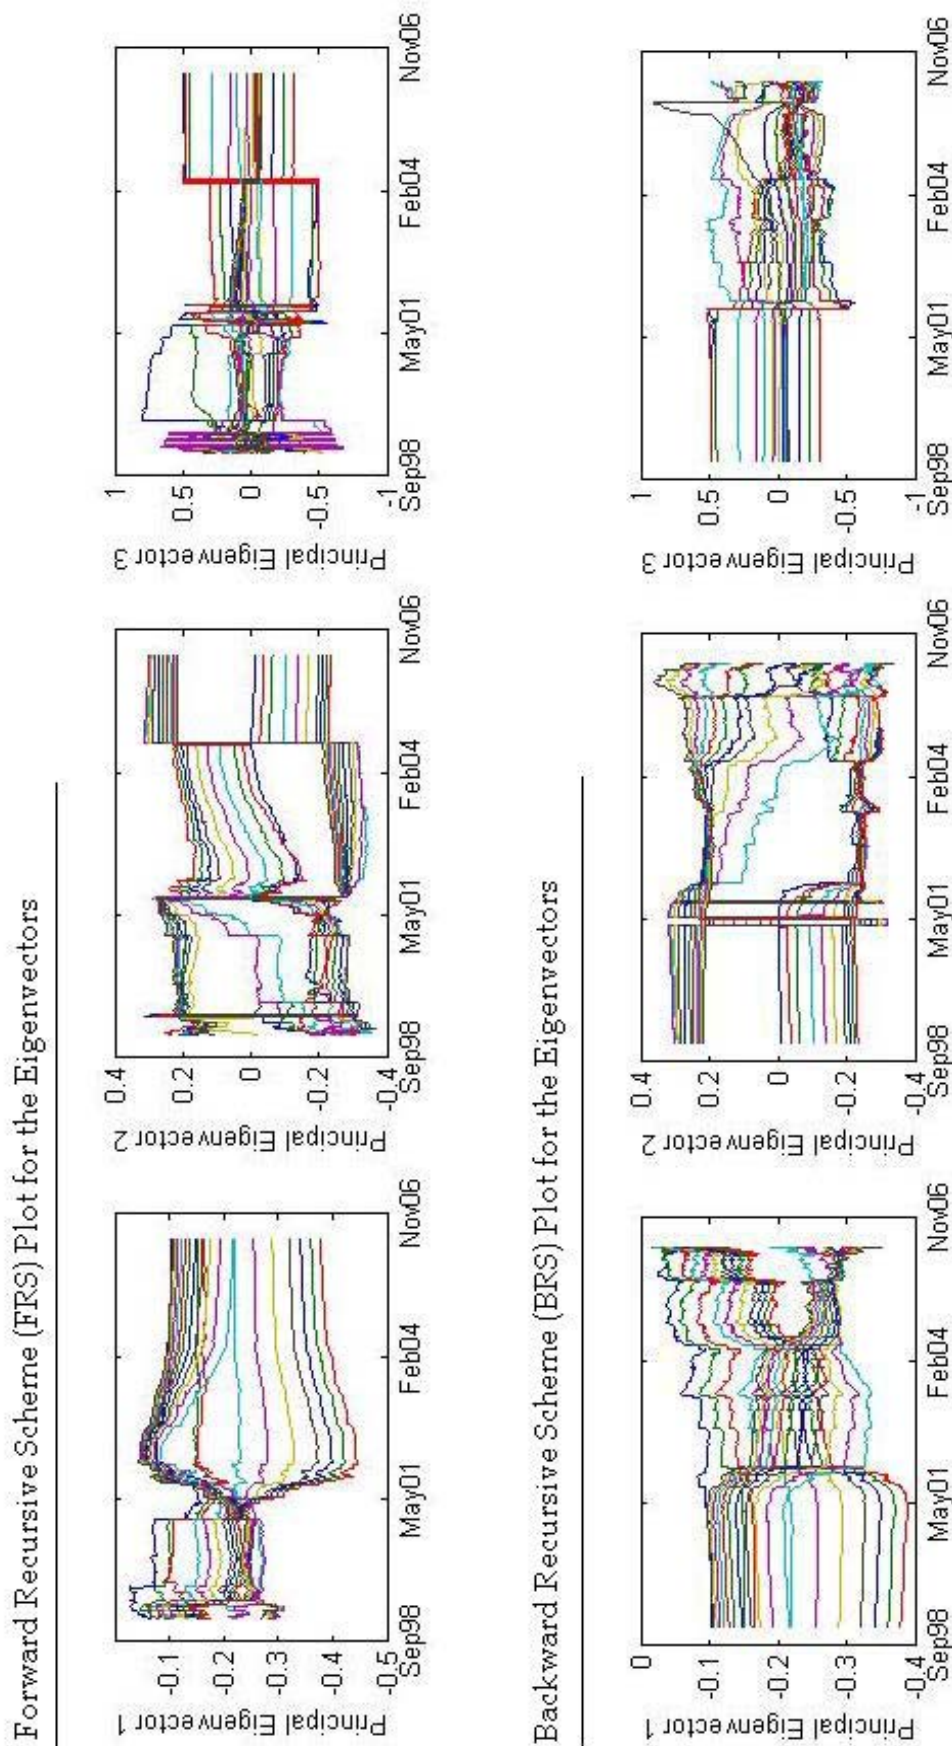 Forward Recursive Scheme (FRS) Plot for the Eigenvectors
Principal Eigenvector 1
-0.1
-0.2
-0.3
-0.4
-0.5
Sep98
May01
Feb04
Nov06
Principal Eigenvector 2
0.4
0.2
0
-0.2
-0.4
Sep98
May01
Feb04
Nov06
Principal Eigenvector 3
1
0.5
0
-0.5
-1
Sep98
May01
Feb04
Nov06
Backward Recursive Scheme (BRS) Plot for the Eigenvectors
Principal Eigenvector 1
0
-0.1
-0.2
-0.3
-0.4
Sep98
May01
Feb04
Nov06
Principal Eigenvector 2
0.4
0.2
0
-0.2
-0.4
Sep98
May01
Feb04
Nov06
Principal Eigenvector 3
1
0.5
0
-0.5
-1
Sep98
May01
Feb04
Nov06